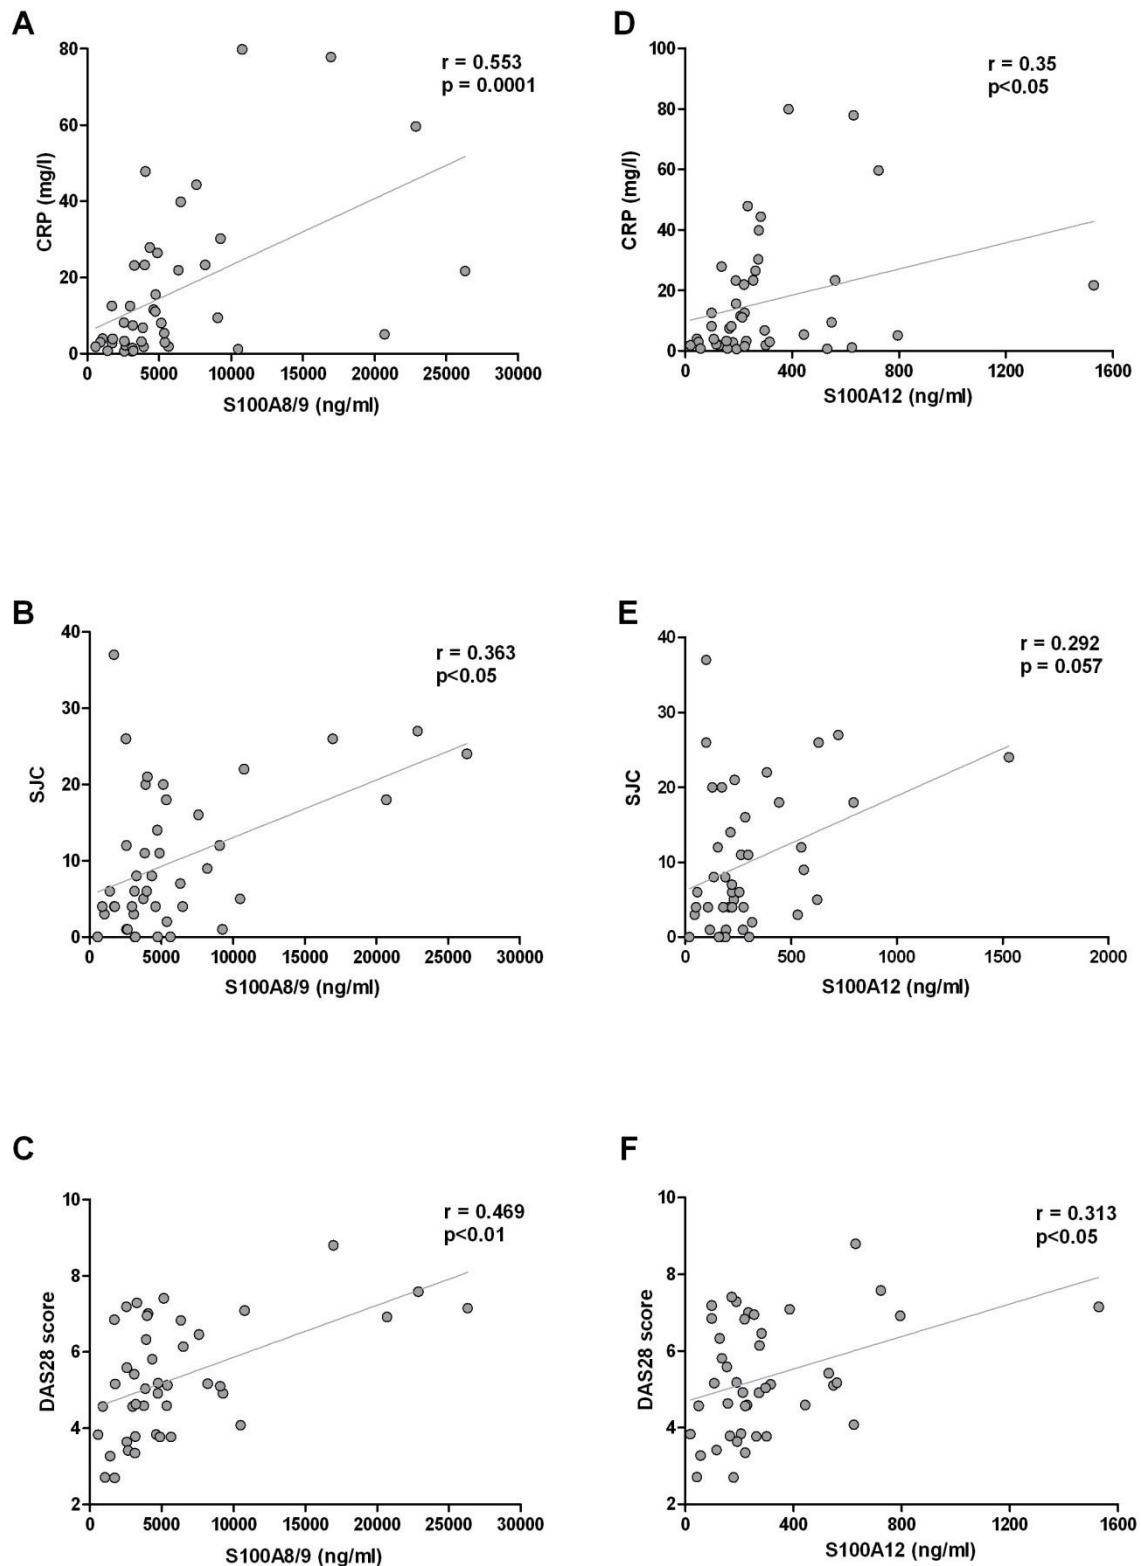 A
r = 0.553
p = 0.0001
80
60
40
20
0
CRP (mg/l)
0 5000 10000 15000 20000 25000 30000
S100A8/9 (ng/ml)
D
r = 0.35
p<0.05
100
80
60
40
20
0
CRP (mg/l)
0 400 800 1200 1600
S100A12 (ng/ml)
B
r = 0.363
p<0.05
40
30
20
10
0
SJC
0 5000 10000 15000 20000 25000 30000
S100A8/9 (ng/ml)
E
r = 0.292
p = 0.057
40
30
20
10
0
SJC
0 500 1000 1500 2000
S100A12 (ng/ml)
C
r = 0.469
p<0.01
10
8
6
4
2
DAS28 score
0 5000 10000 15000 20000 25000 30000
S100A8/9 (ng/ml)
F
r = 0.313
p<0.05
10
8
6
4
2
DAS28 score
0 400 800 1200 1600
S100A12 (ng/ml)